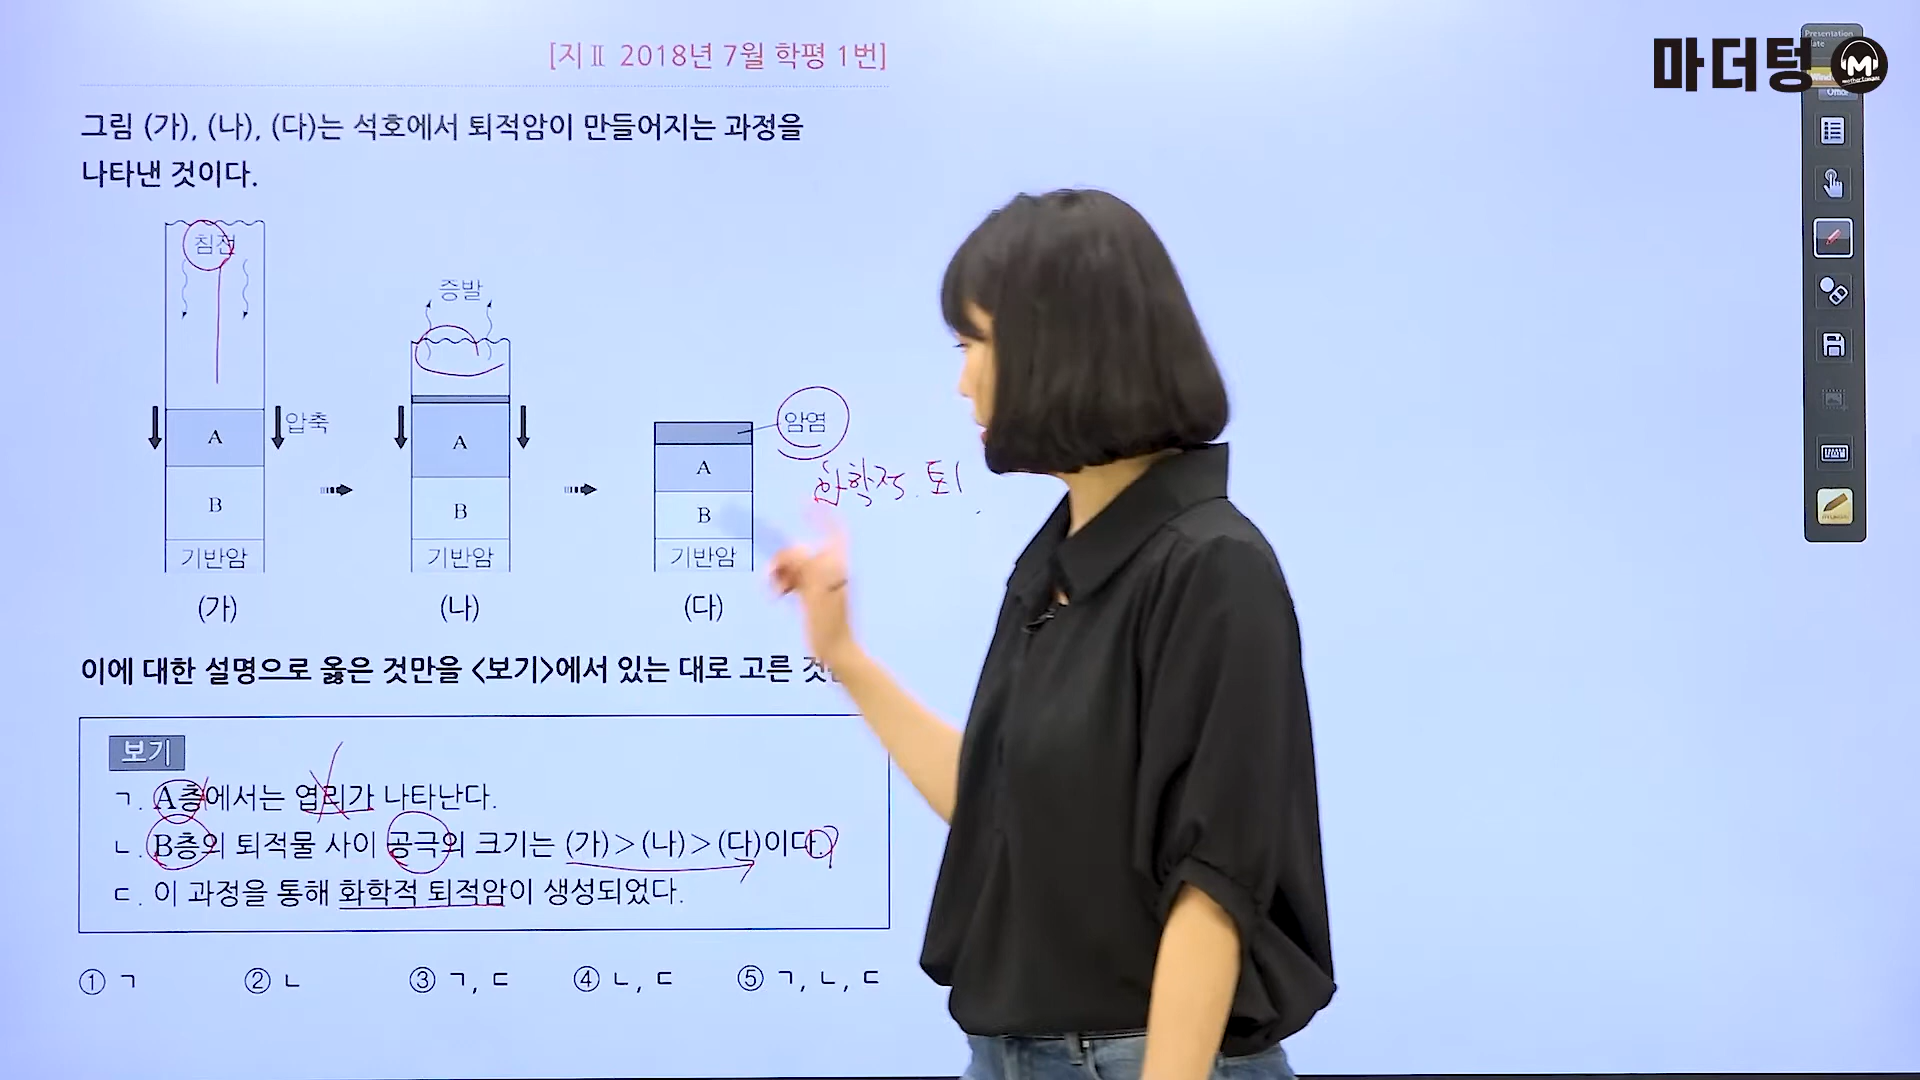 [지Ⅱ 2018년 7월 학평 1번]
마더텅
Presentation
그림 (가), (나), (다)는 석호에서 퇴적암이 만들어지는 과정을
나타낸 것이다.
침전
증발
압축
암염
화학적 퇴
A
A
A
B
B
B
기반암
기반암
기반암
(가)
(나)
(다)
이에 대한 설명으로 옳은 것만을 <보기>에서 있는 대로 고른 것
보기
ㄱ. A층에서는 엽리가 나타난다.
ㄴ. B층의 퇴적물 사이 공극의 크기는 (가)>(나)>(다)이다.
ㄷ. 이 과정을 통해 화학적 퇴적암이 생성되었다.
① ㄱ ② ㄴ ③ ㄱ, ㄷ ④ ㄴ, ㄷ ⑤ ㄱ, ㄴ, ㄷ